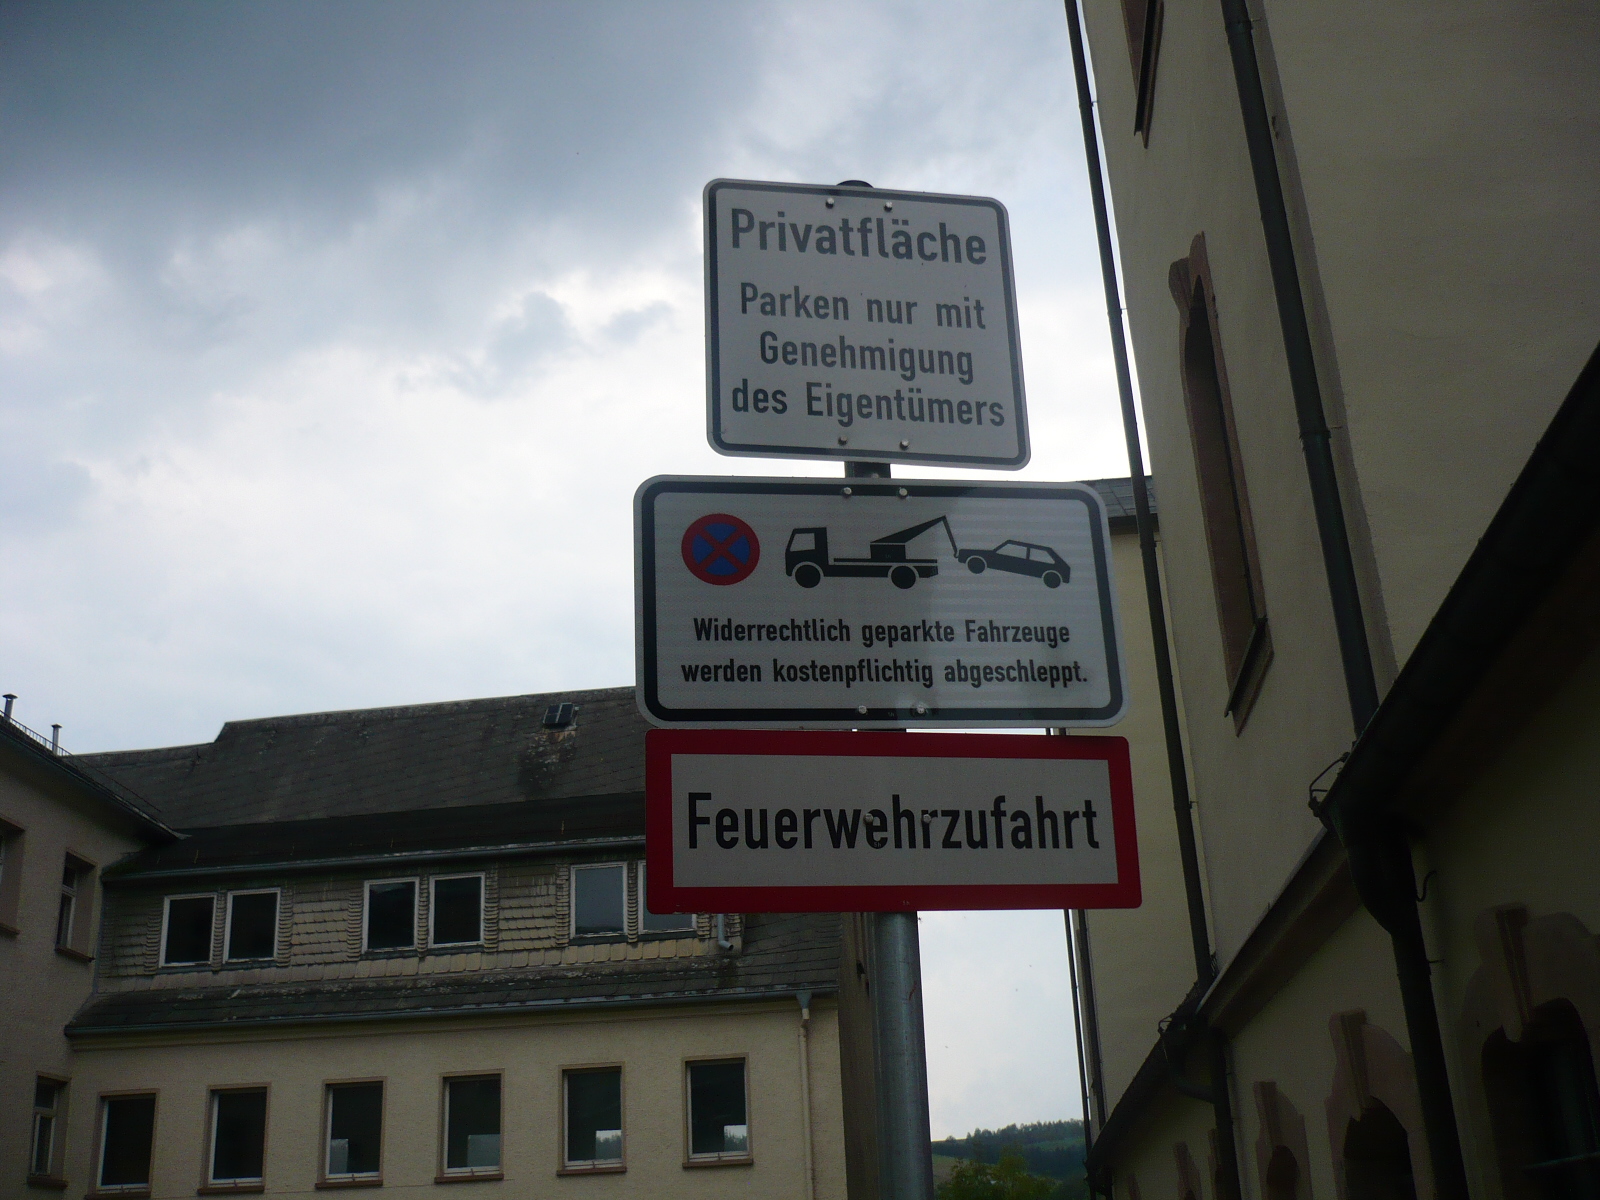 Privatfläche
Parken nur mit
Genehmigung
des Eigentümers
Widerrechtlich geparkte Fahrzeuge
werden kostenpflichtig abgeschleppt.
Feuerwehrzufahrt